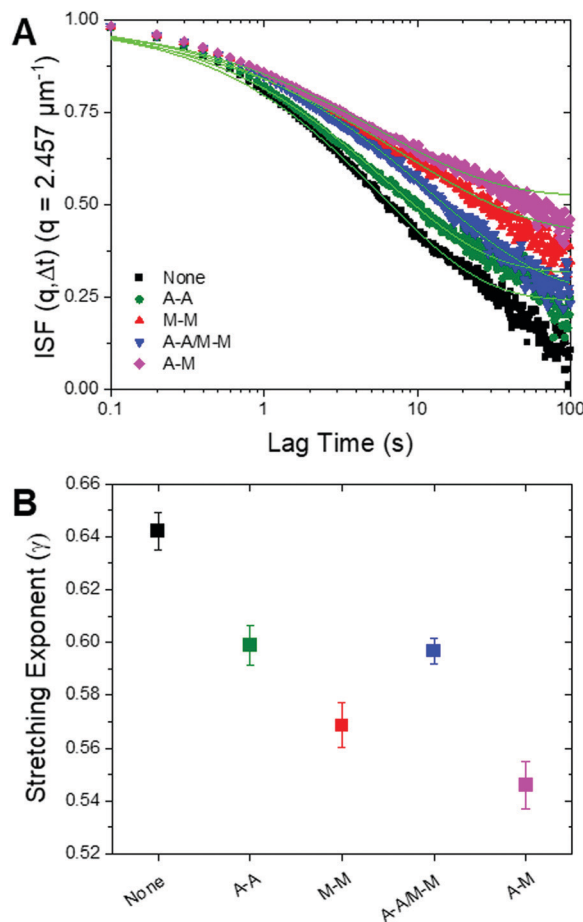 A
ISF (q,Δt) (q = 2.457 μm⁻¹)
1.00
0.75
0.50
0.25
0.00
None
A-A
M-M
A-A/M-M
A-M
0.1
1
10
100
Lag Time (s)
B
Stretching Exponent (γ)
0.66
0.64
0.62
0.60
0.58
0.56
0.54
0.52
None
A-A
M-M
A-A/M-M
A-M